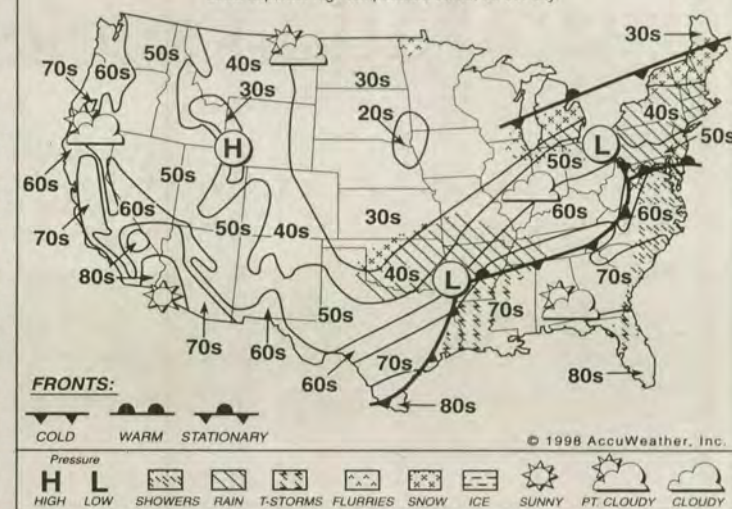 30s
50s
40s
70s
60s
30s
30s
20s
40s
H
L
50s
50s
50s
60s
60s
60s
60s
50s
40s
30s
70s
40s
70s
80s
L
70s
50s
70s
60s
70s
60s
80s
80s
FRONTS:
COLD WARM STATIONARY
© 1998 AccuWeather, Inc.
Pressure
H L
HIGH LOW SHOWERS RAIN T-STORMS FLURRIES SNOW ICE SUNNY PT. CLOUDY CLOUDY